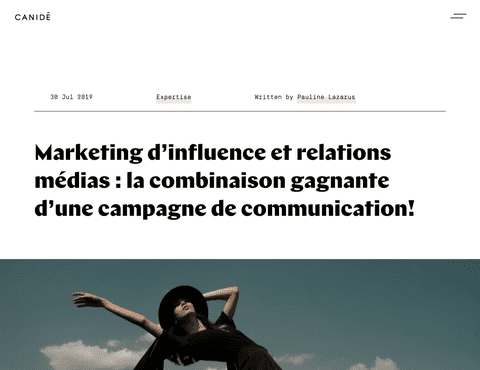 CANIDÉ
30 Jul 2019 Expertise Written by Pauline Lazarus
Marketing d’influence et relations
médias : la combinaison gagnante
d’une campagne de communication!